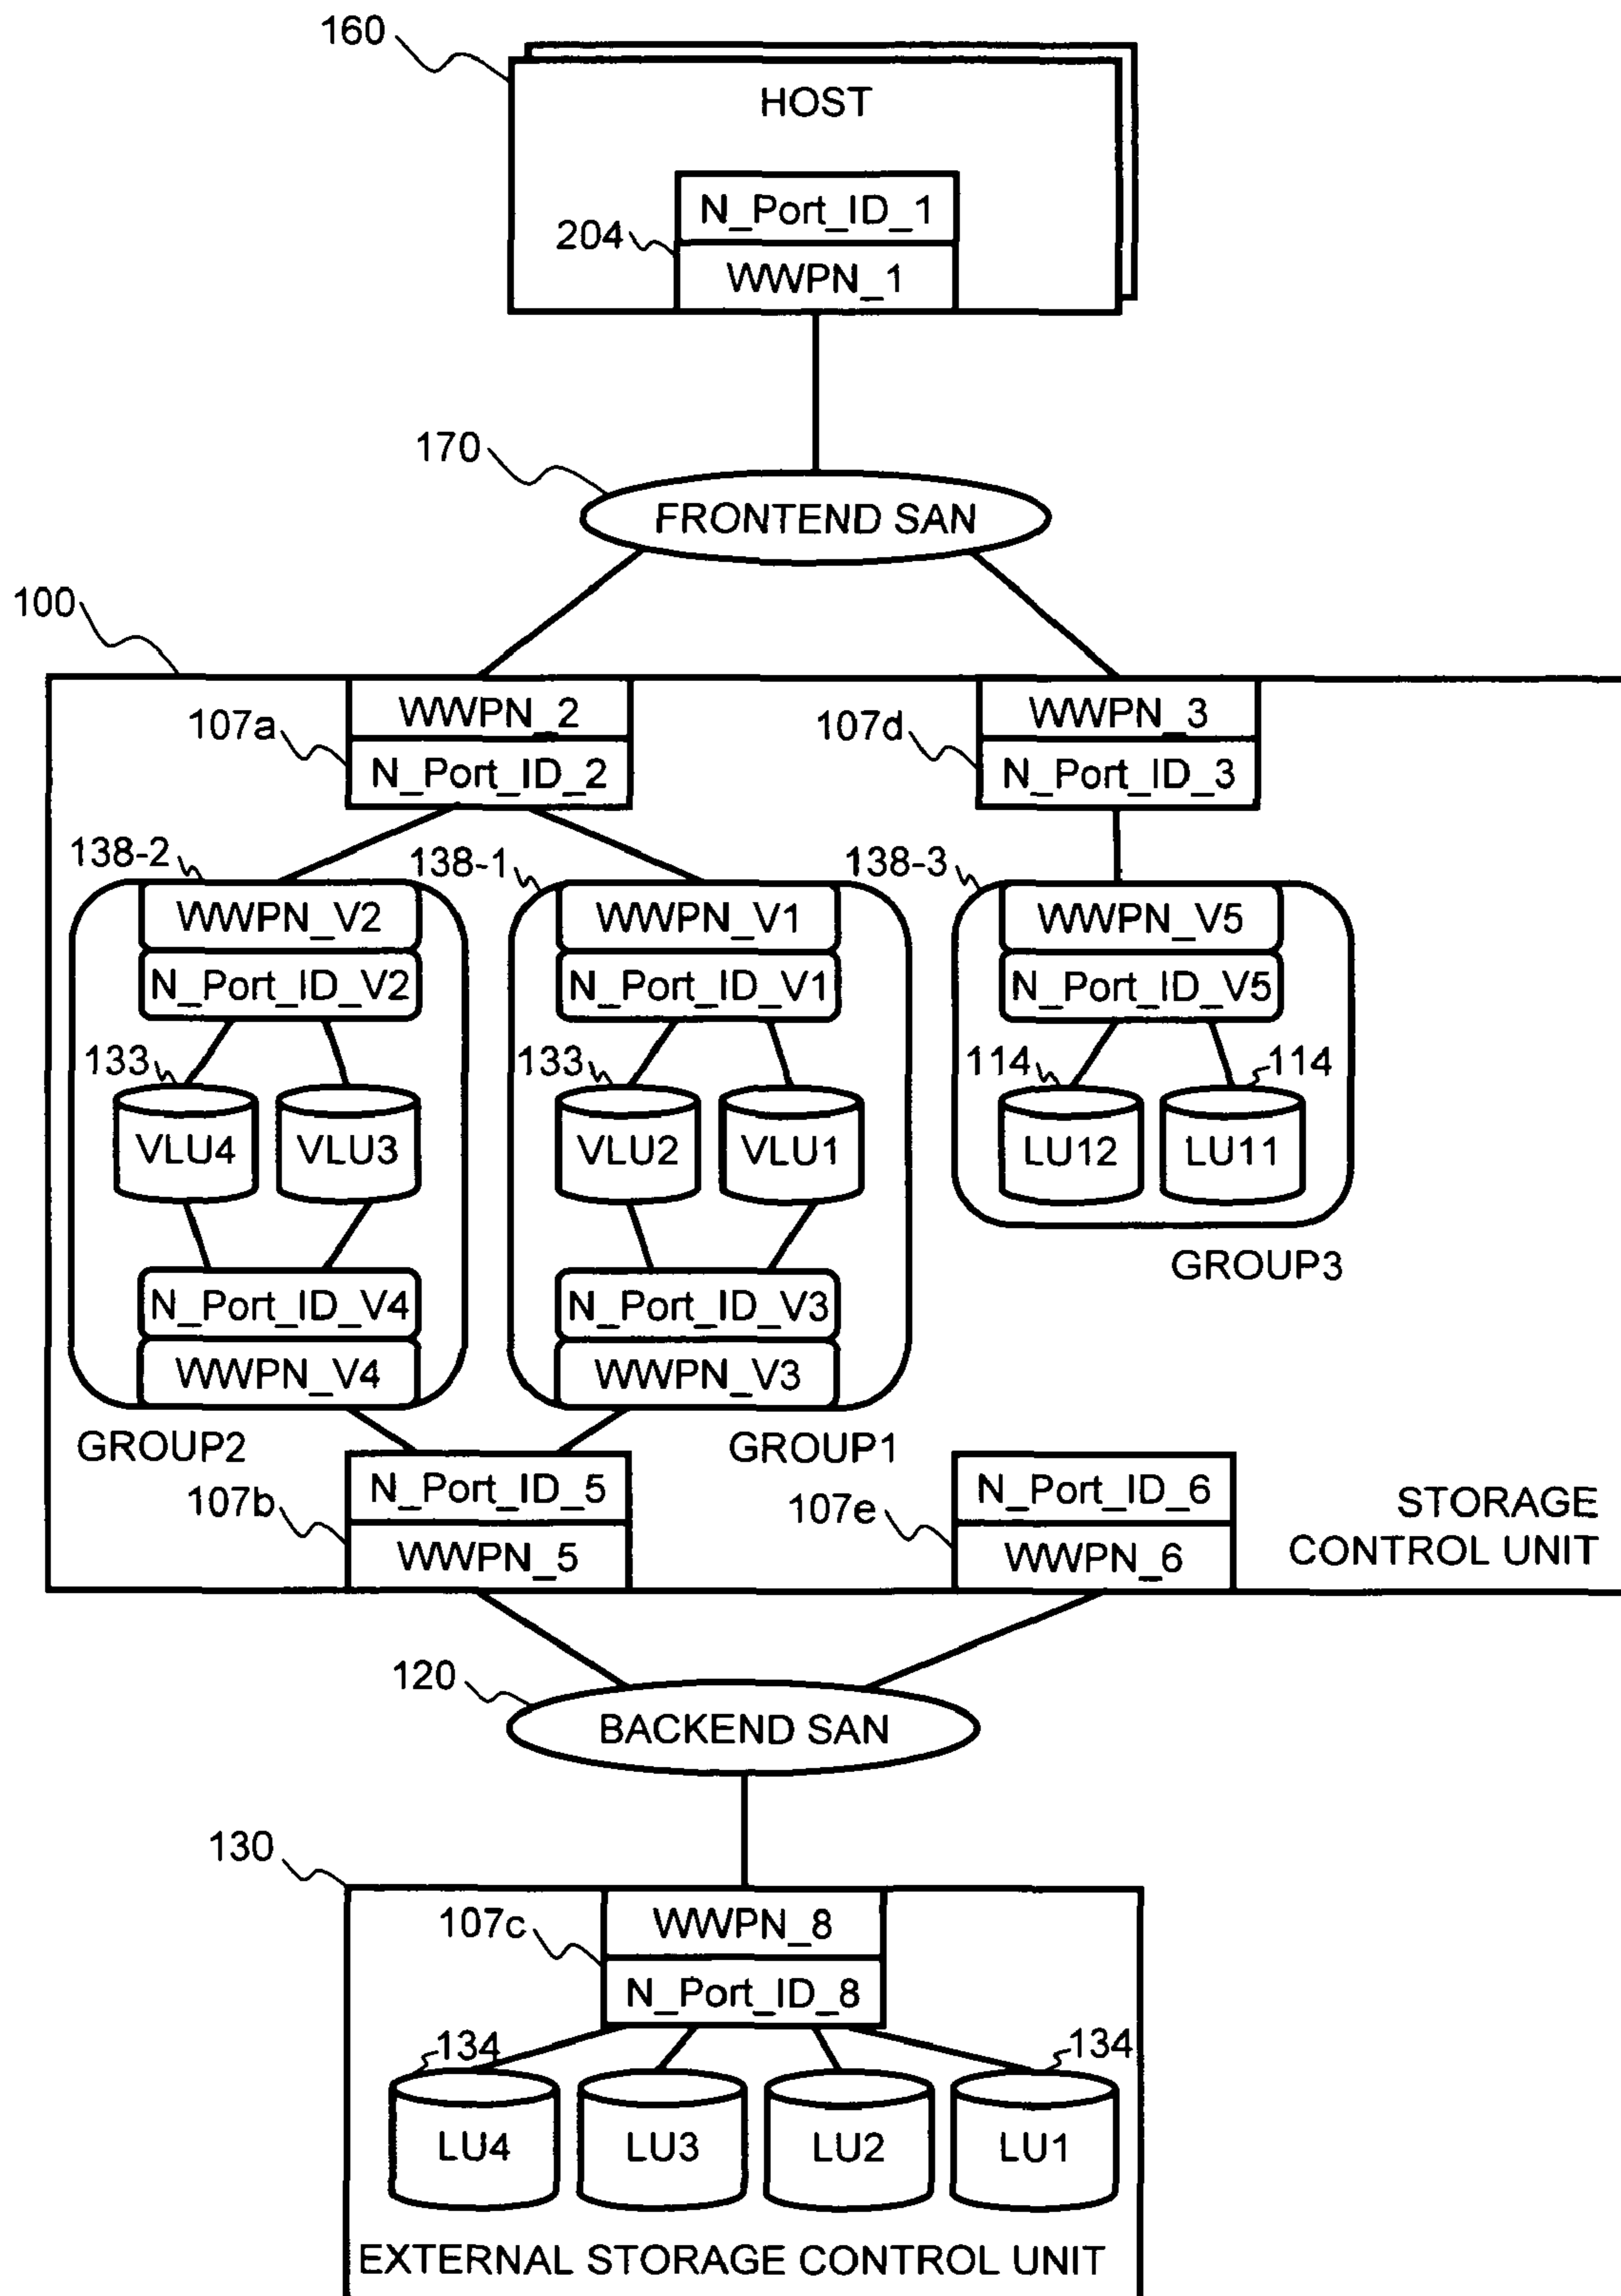 160
HOST
N_Port_ID_1
204
WWPN_1
170
FRONTEND SAN
100
WWPN_2
WWPN_3
107a
107d
N_Port_ID_2
N_Port_ID_3
138-2
138-1
138-3
WWPN_V2
WWPN_V1
WWPN_V5
N_Port_ID_V2
N_Port_ID_V1
N_Port_ID_V5
133
133
114
114
VLU4
VLU3
VLU2
VLU1
LU12
LU11
GROUP3
N_Port_ID_V4
N_Port_ID_V3
WWPN_V4
WWPN_V3
GROUP2
GROUP1
N_Port_ID_5
N_Port_ID_6
107b
107e
STORAGE
CONTROL UNIT
WWPN_5
WWPN_6
120
BACKEND SAN
130
WWPN_8
107c
N_Port_ID_8
134
134
LU4
LU3
LU2
LU1
EXTERNAL STORAGE CONTROL UNIT